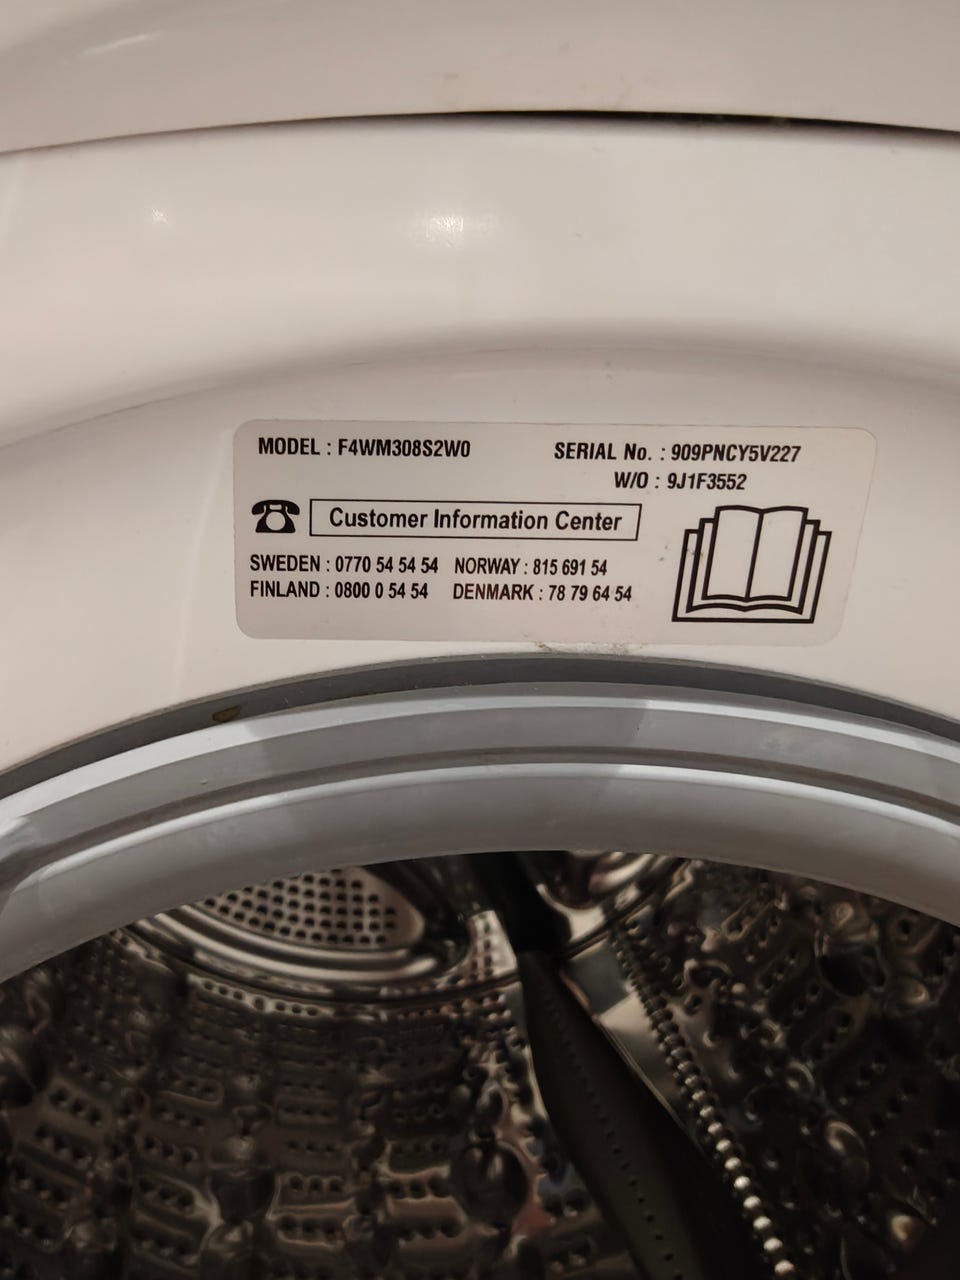 MODEL : F4WM308S2W0
SERIAL No. : 909PNCY5V227
W/O : 9J1F3552
Customer Information Center
SWEDEN : 0770 54 54 54 NORWAY : 815 691 54
FINLAND : 0800 0 54 54 DENMARK : 78 79 64 54